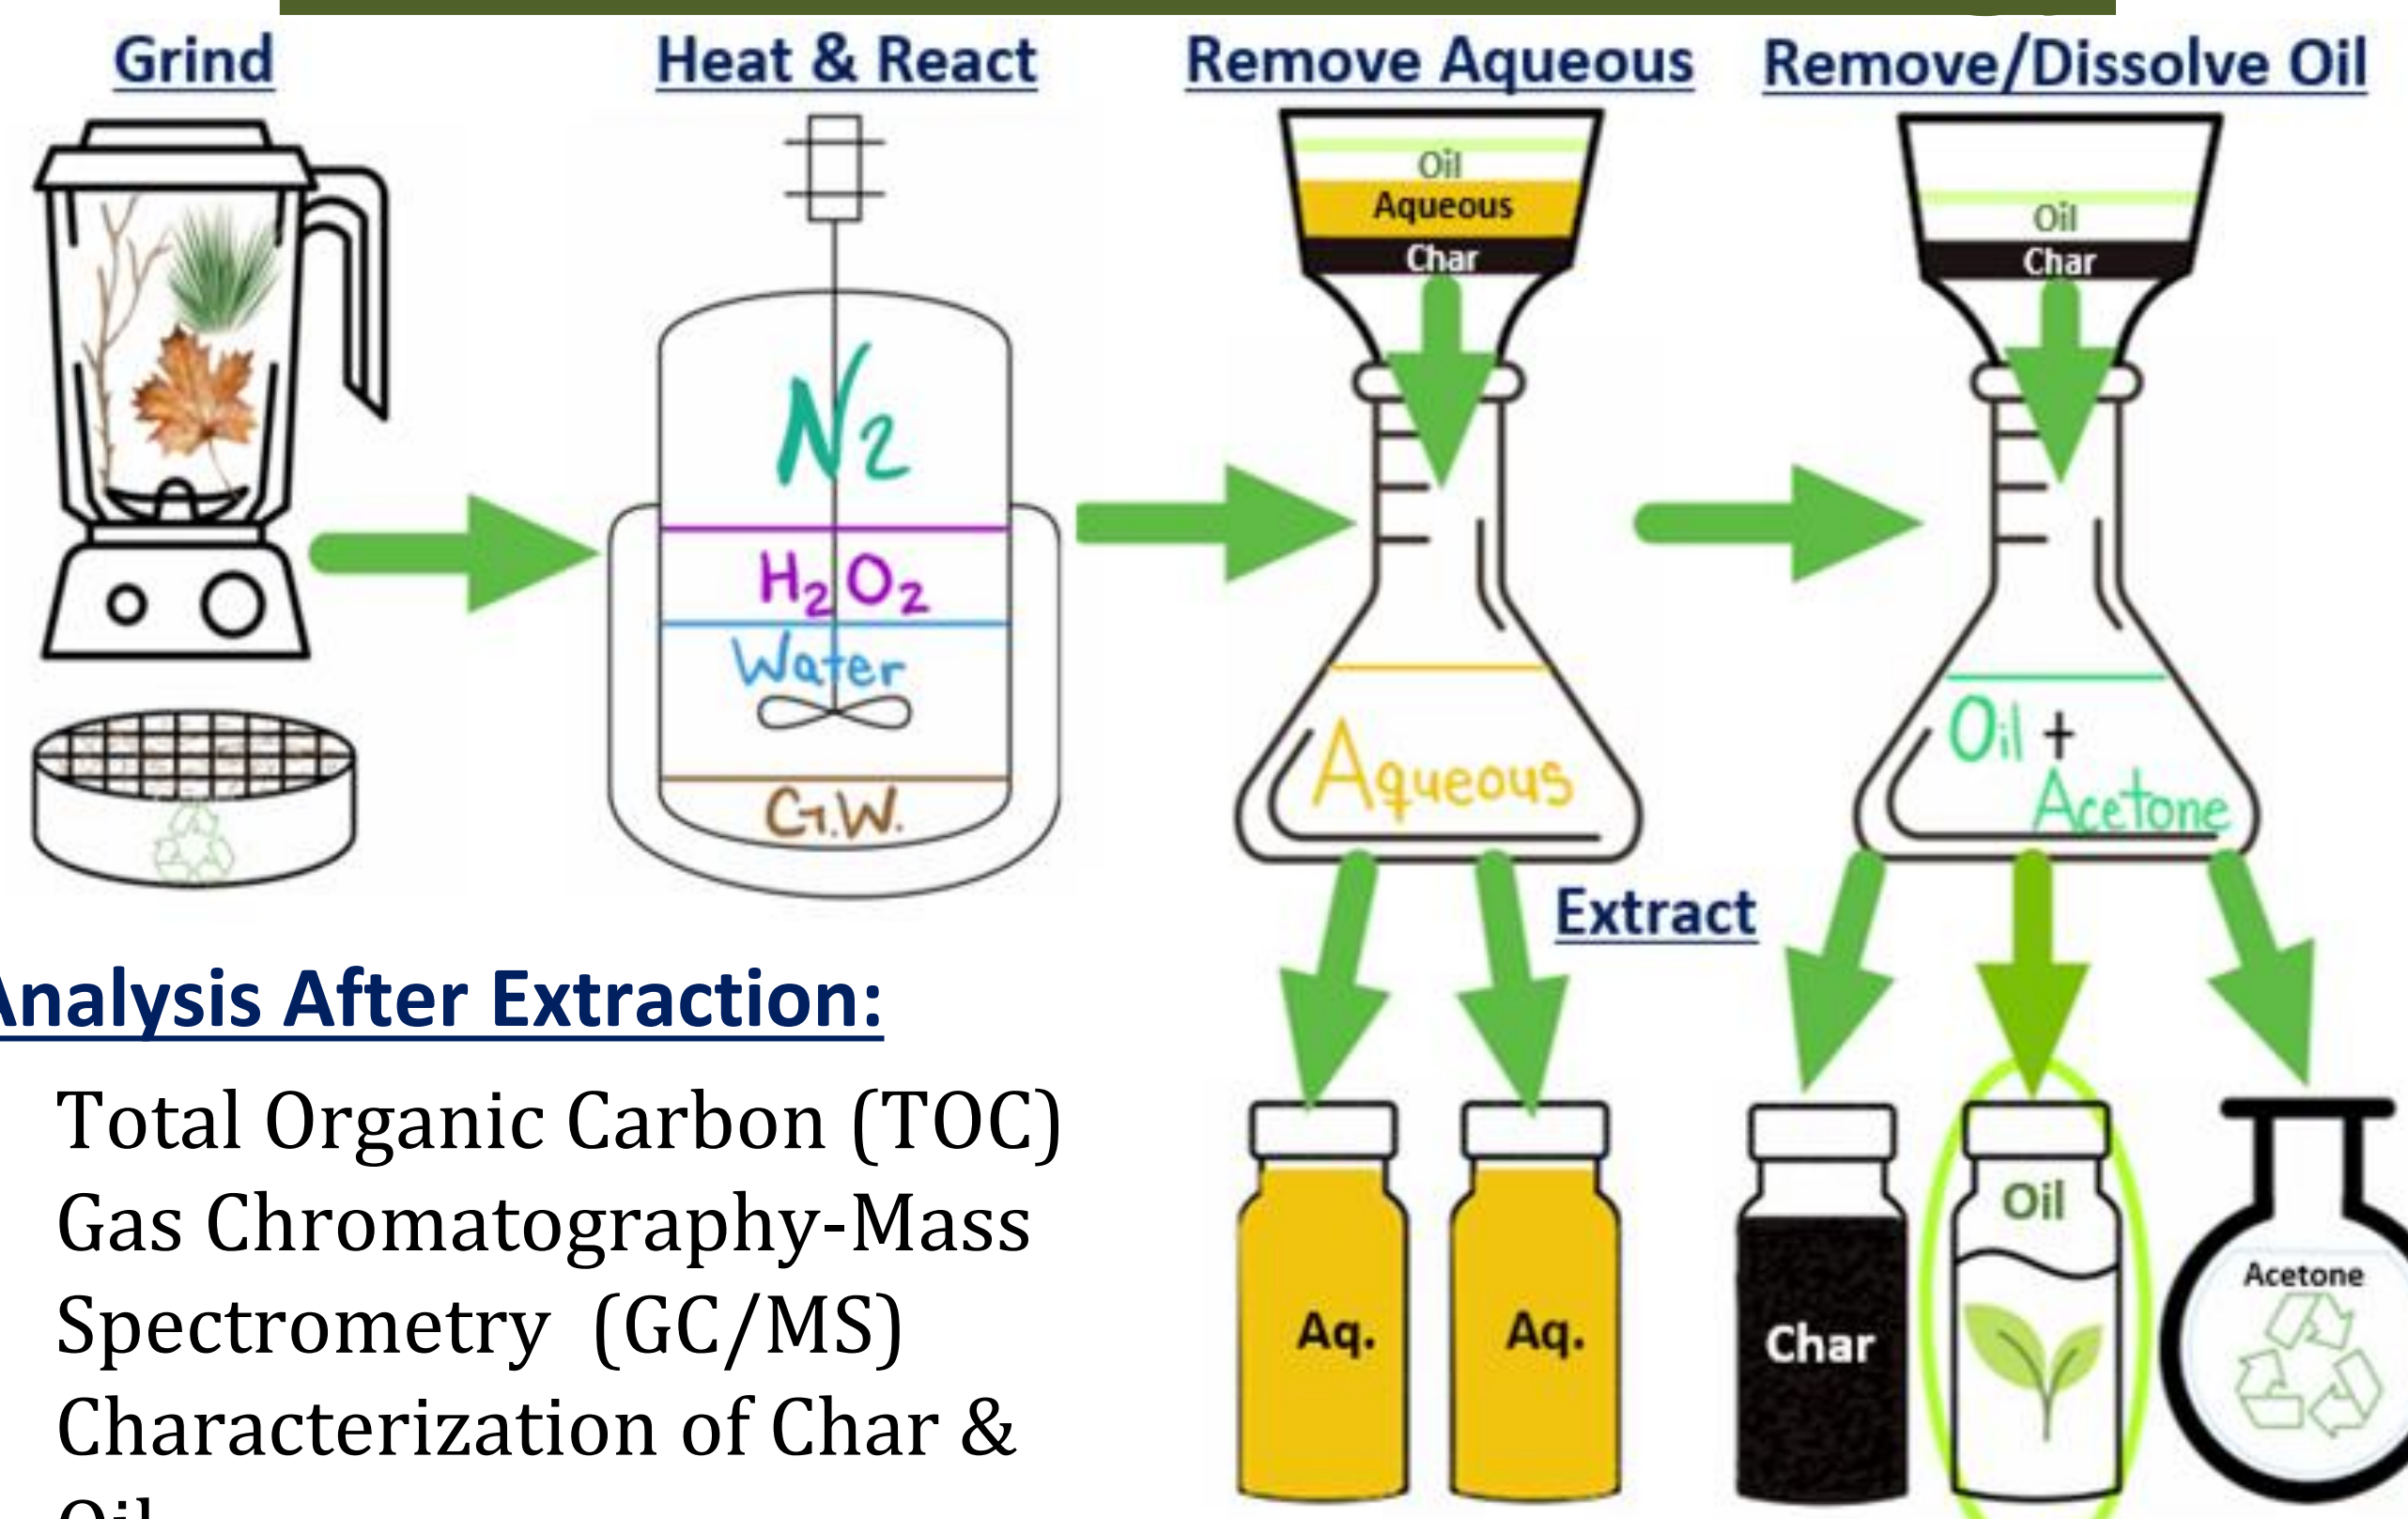 Grind
Heat & React
Remove Aqueous
Remove/Dissolve Oil
Oil
Aqueous
Char
Oil
Char
N2
H2O2
Water
G.W.
Aqueous
Oil +
Acetone
Extract
Analysis After Extraction:
Total Organic Carbon (TOC)
Gas Chromatography-Mass
Spectrometry (GC/MS)
Characterization of Char &
Oil
Aq.
Aq.
Char
Oil
Acetone